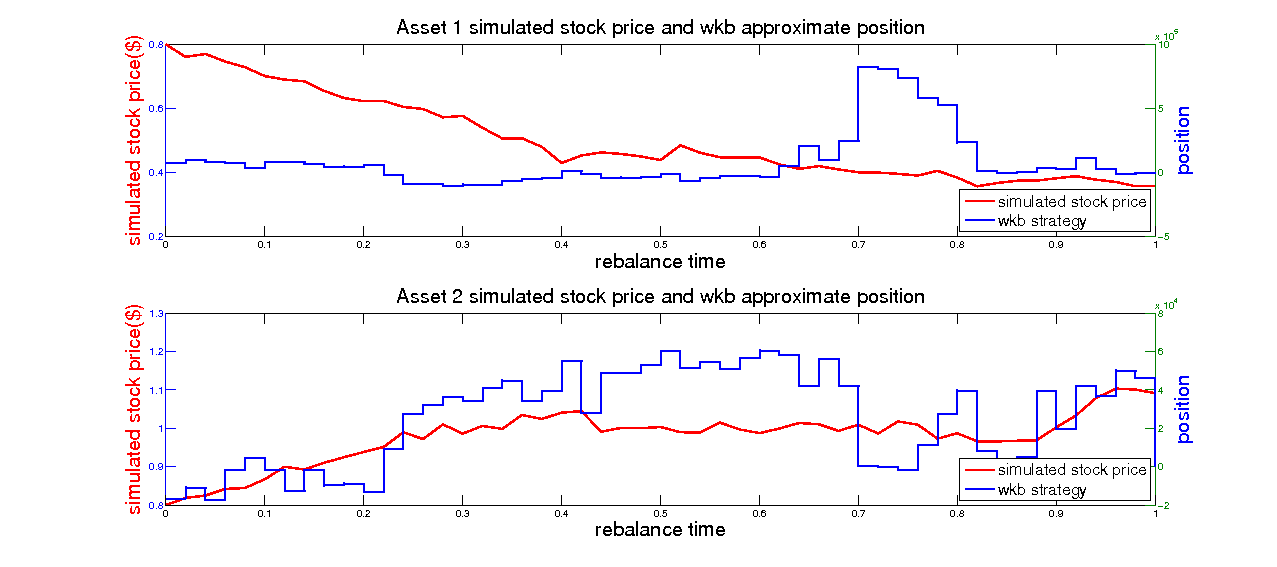 Asset 1 simulated stock price and wkb approximate position
x 10^5
simulated stock price($)
0.8
0.6
0.4
0.2
10
5
0
-5
position
0 0.1 0.2 0.3 0.4 0.5 0.6 0.7 0.8 0.9 1
simulated stock price
wkb strategy
rebalance time
Asset 2 simulated stock price and wkb approximate position
x 10^4
simulated stock price($)
1.3
1.2
1.1
1
0.9
0.8
8
6
4
2
0
-2
position
0 0.1 0.2 0.3 0.4 0.5 0.6 0.7 0.8 0.9 1
simulated stock price
wkb strategy
rebalance time